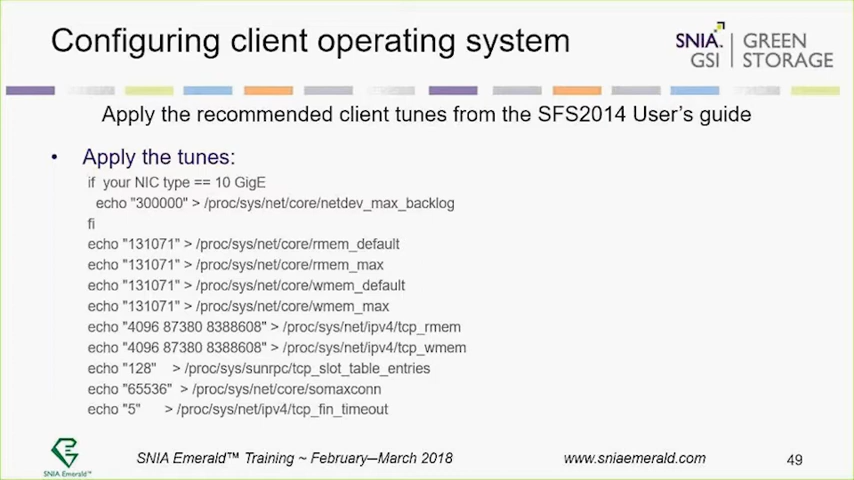 Configuring client operating system
SNIA. | GREEN
GSI | STORAGE
Apply the recommended client tunes from the SFS2014 User's guide
• Apply the tunes:
if your NIC type == 10 GigE
echo "300000" > /proc/sys/net/core/netdev_max_backlog
fi
echo "131071" > /proc/sys/net/core/rmem_default
echo "131071" > /proc/sys/net/core/rmem_max
echo "131071" > /proc/sys/net/core/wmem_default
echo "131071" > /proc/sys/net/core/wmem_max
echo "4096 87380 8388608" > /proc/sys/net/ipv4/tcp_rmem
echo "4096 87380 8388608" > /proc/sys/net/ipv4/tcp_wmem
echo "128" > /proc/sys/sunrpc/tcp_slot_table_entries
echo "65536" > /proc/sys/net/core/somaxconn
echo "5" > /proc/sys/net/ipv4/tcp_fin_timeout
SNIA Emerald™
SNIA Emerald™ Training ~ February—March 2018
www.sniaemerald.com
49